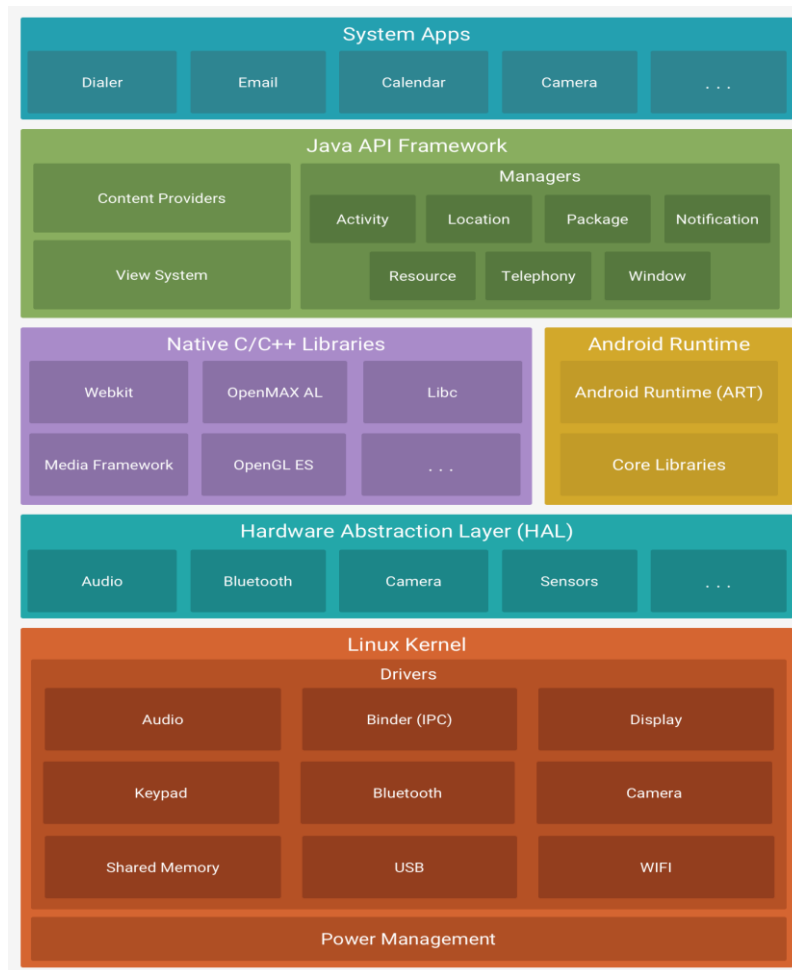 System Apps
Dialer
Email
Calendar
Camera
. . .
Java API Framework
Content Providers
View System
Managers
Activity
Location
Package
Notification
Resource
Telephony
Window
Native C/C++ Libraries
Webkit
OpenMAX AL
Libc
Media Framework
OpenGL ES
. . .
Android Runtime
Android Runtime (ART)
Core Libraries
Hardware Abstraction Layer (HAL)
Audio
Bluetooth
Camera
Sensors
. . .
Linux Kernel
Drivers
Audio
Binder (IPC)
Display
Keypad
Bluetooth
Camera
Shared Memory
USB
WIFI
Power Management